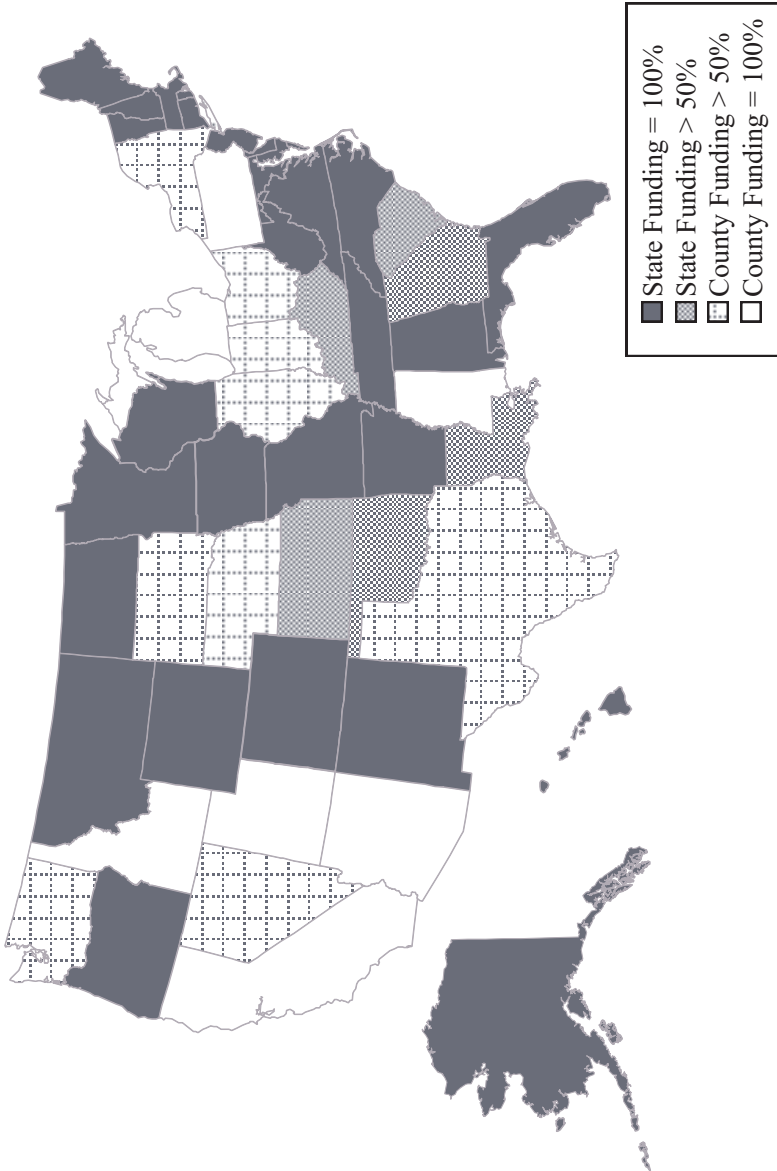 State Funding = 100%
State Funding > 50%
County Funding > 50%
County Funding = 100%